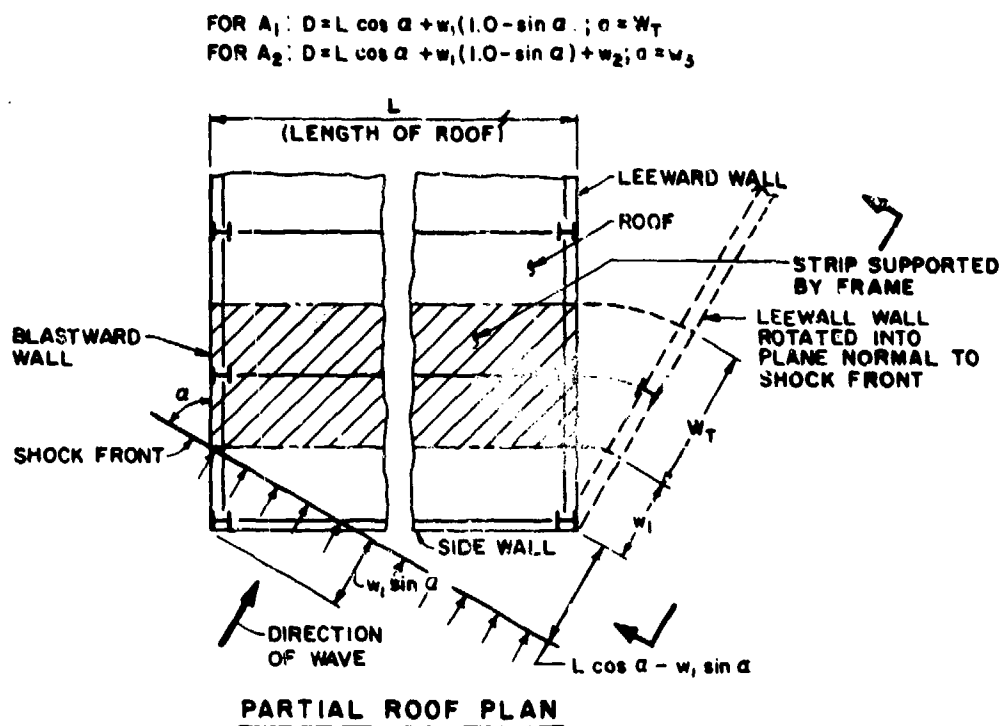 FOR A₁: D = L cos α + w₁(1.0-sin α . ; a = W_T
FOR A₂: D = L cos α + w₁(1.0-sin α) + w₂; a = w₃
L
(LENGTH OF ROOF)
LEEWARD WALL
ROOF
STRIP SUPPORTED
BY FRAME
LEEWALL WALL
ROTATED INTO
PLANE NORMAL TO
SHOCK FRONT
BLASTWARD
WALL
α
SHOCK FRONT
W_T
w₁
SIDE WALL
w₁ sin α
DIRECTION
OF WAVE
L cos α - w₁ sin α
PARTIAL ROOF PLAN